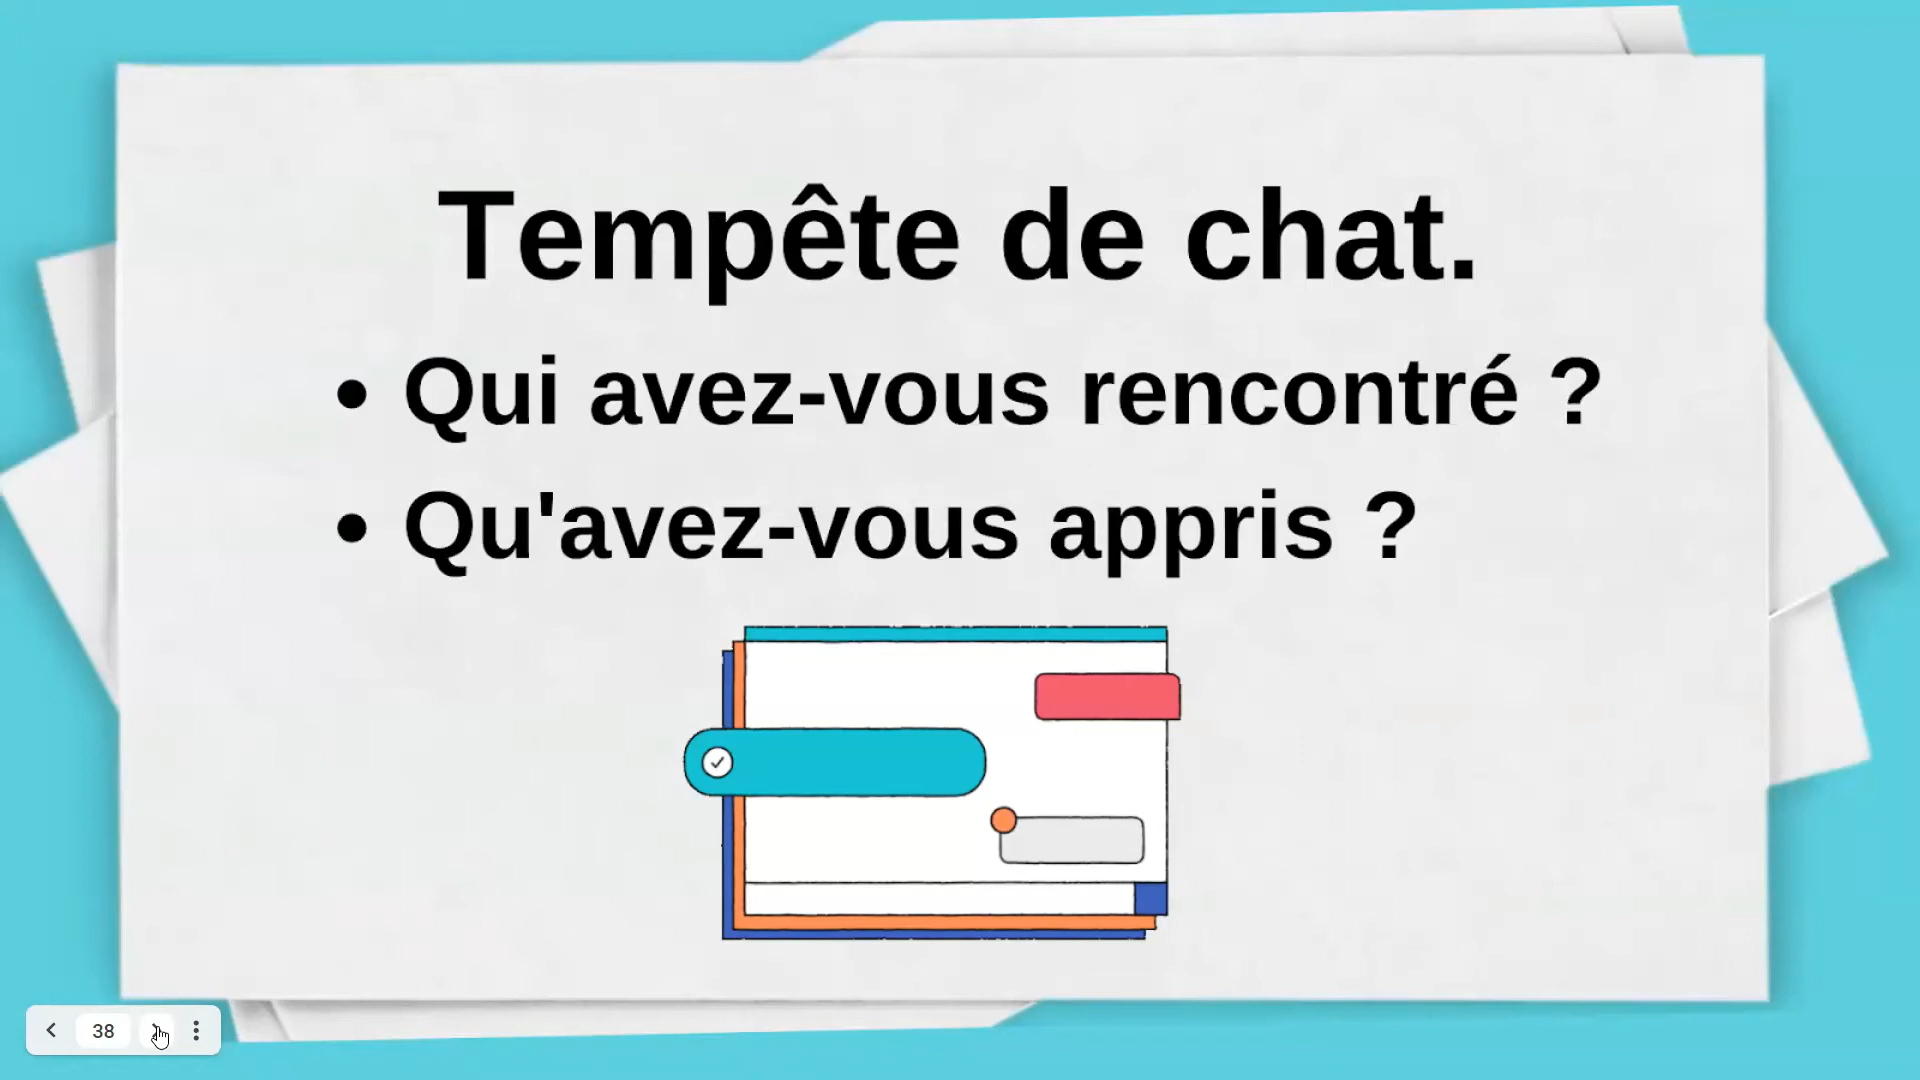 Tempête de chat.
• Qui avez-vous rencontré ?
• Qu'avez-vous appris ?
38